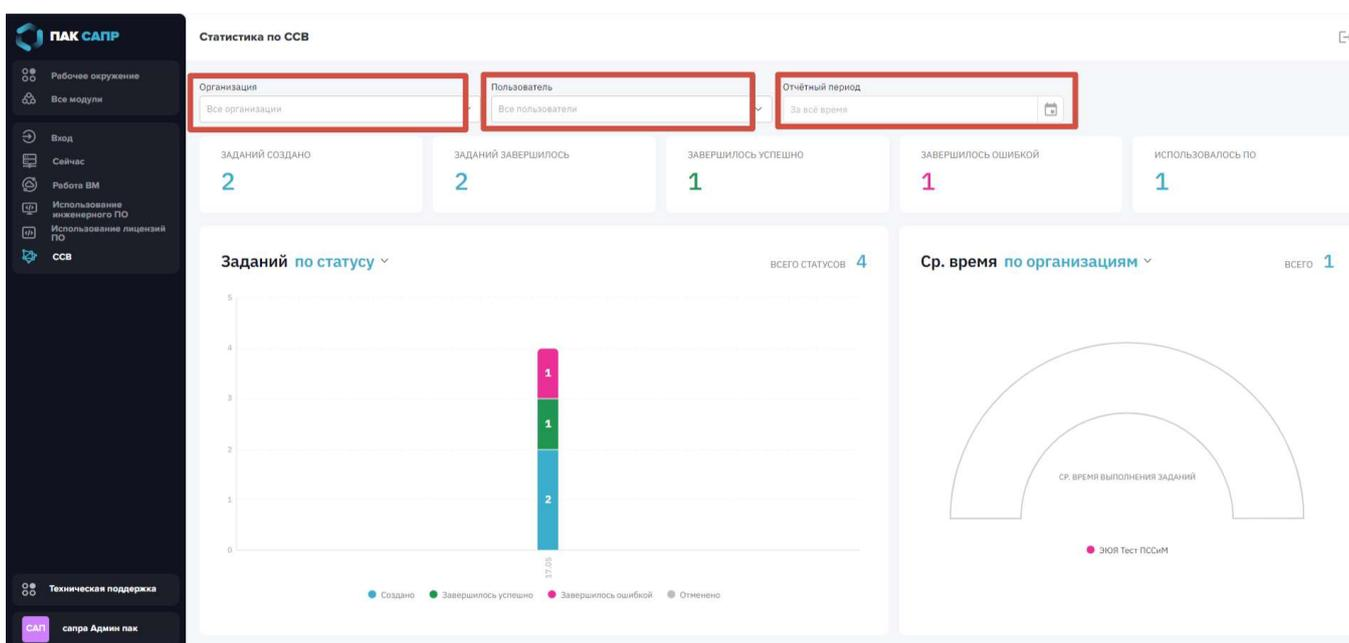 ПАК САПР
Статистика по ССВ
Рабочее окружение
Все модули
Вход
Сейчас
Работа ВМ
Использование
инженерного ПО
Использование лицензий
ПО
ССВ
Техническая поддержка
САП
сапра Админ пак
Организация
Все организации
Пользователь
Все пользователи
Отчётный период
За всё время
ЗАДАНИЙ СОЗДАНО
2
ЗАДАНИЙ ЗАВЕРШИЛОСЬ
2
ЗАВЕРШИЛОСЬ УСПЕШНО
1
ЗАВЕРШИЛОСЬ ОШИБКОЙ
1
ИСПОЛЬЗОВАЛОСЬ ПО
1
Заданий по статусу
ВСЕГО СТАТУСОВ 4
5
4
3
2
1
0
1
1
2
17.05
Создано
Завершилось успешно
Завершилось ошибкой
Отменено
Ср. время по организациям
ВСЕГО 1
СР. ВРЕМЯ ВЫПОЛНЕНИЯ ЗАДАНИЙ
ЭЮЯ Тест ПССиМ